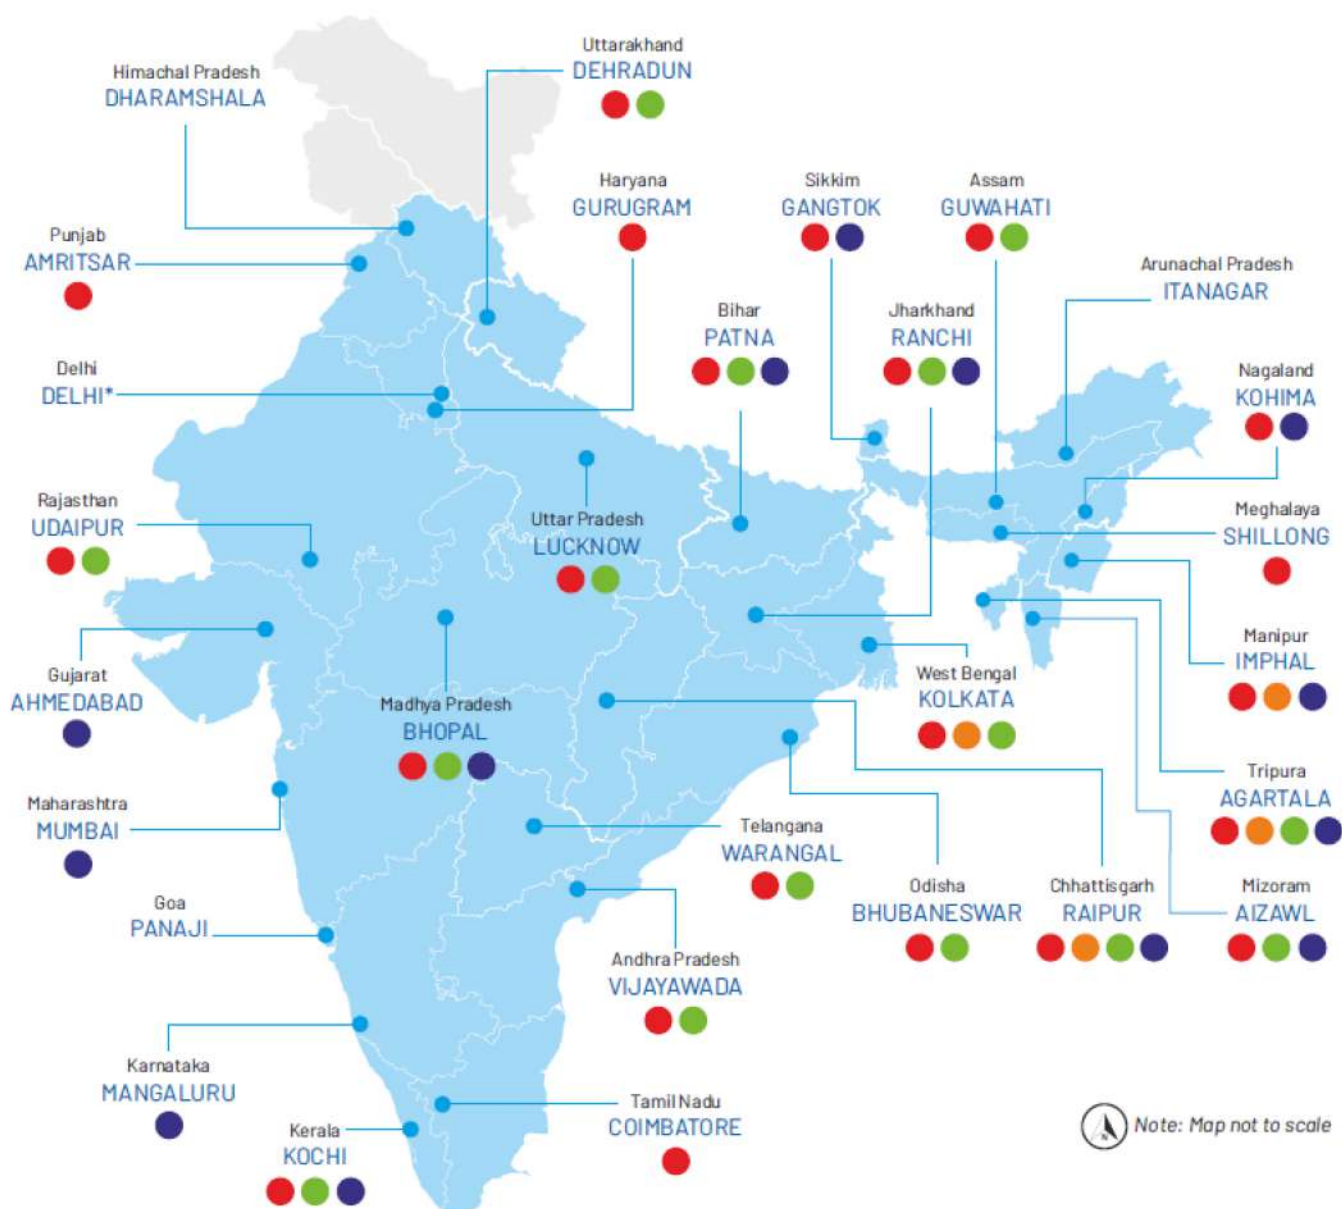 Uttarakhand
DEHRADUN
Himachal Pradesh
DHARAMSHALA
Haryana
GURUGRAM
Sikkim
GANGTOK
Assam
GUWAHATI
Punjab
AMRITSAR
Arunachal Pradesh
ITANAGAR
Bihar
PATNA
Jharkhand
RANCHI
Delhi
DELHI*
Nagaland
KOHIMA
Rajasthan
UDAIPUR
Uttar Pradesh
LUCKNOW
Meghalaya
SHILLONG
Manipur
IMPHAL
Gujarat
AHMEDABAD
Madhya Pradesh
BHOPAL
West Bengal
KOLKATA
Tripura
AGARTALA
Maharashtra
MUMBAI
Telangana
WARANGAL
Odisha
BHUBANESWAR
Chhattisgarh
RAIPUR
Mizoram
AIZAWL
Goa
PANAJI
Andhra Pradesh
VIJAYAWADA
Karnataka
MANGALURU
Tamil Nadu
COIMBATORE
Kerala
KOCHI
N
Note: Map not to scale